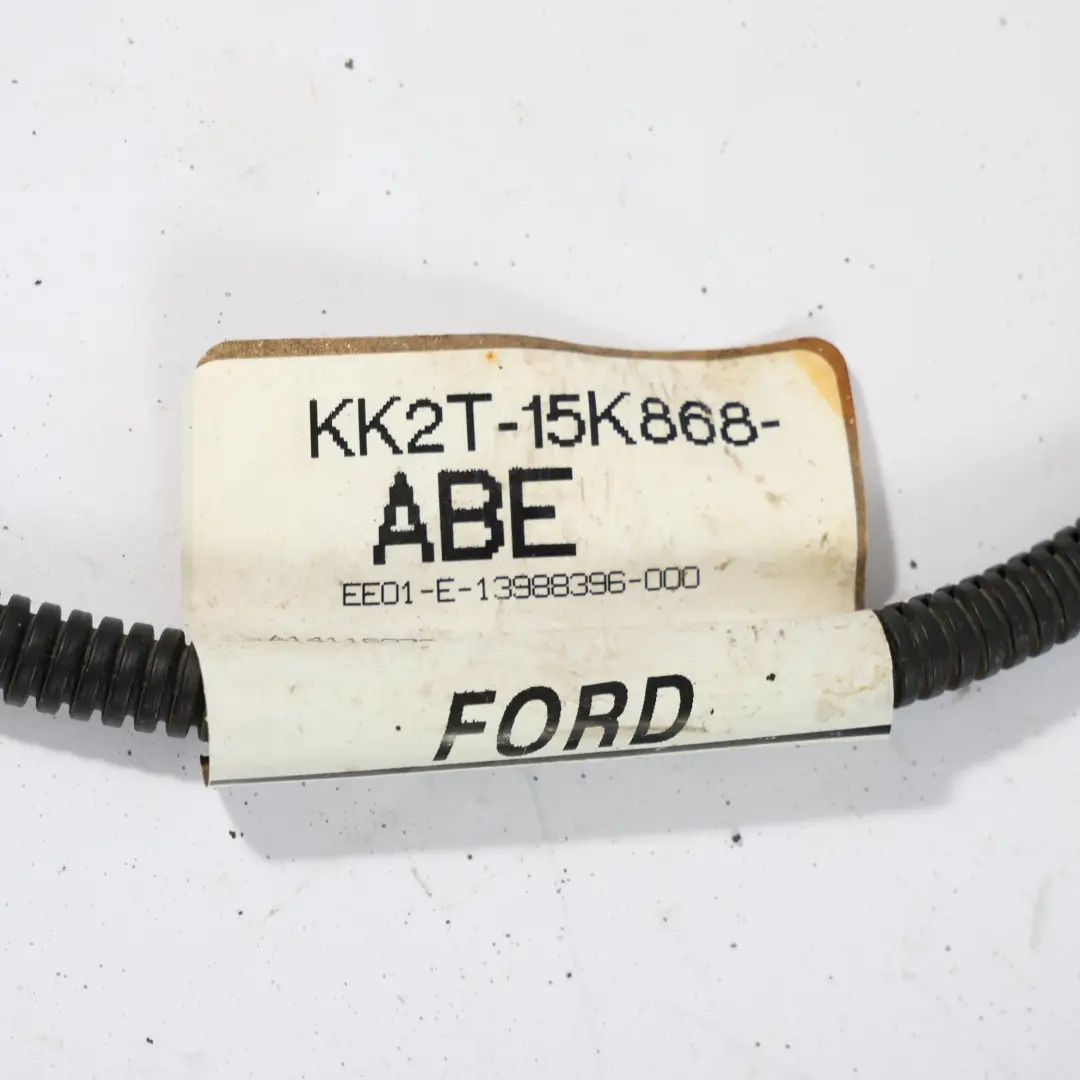 KK2T-15K868-
ABE
EE01-E-13988396-000
FORD